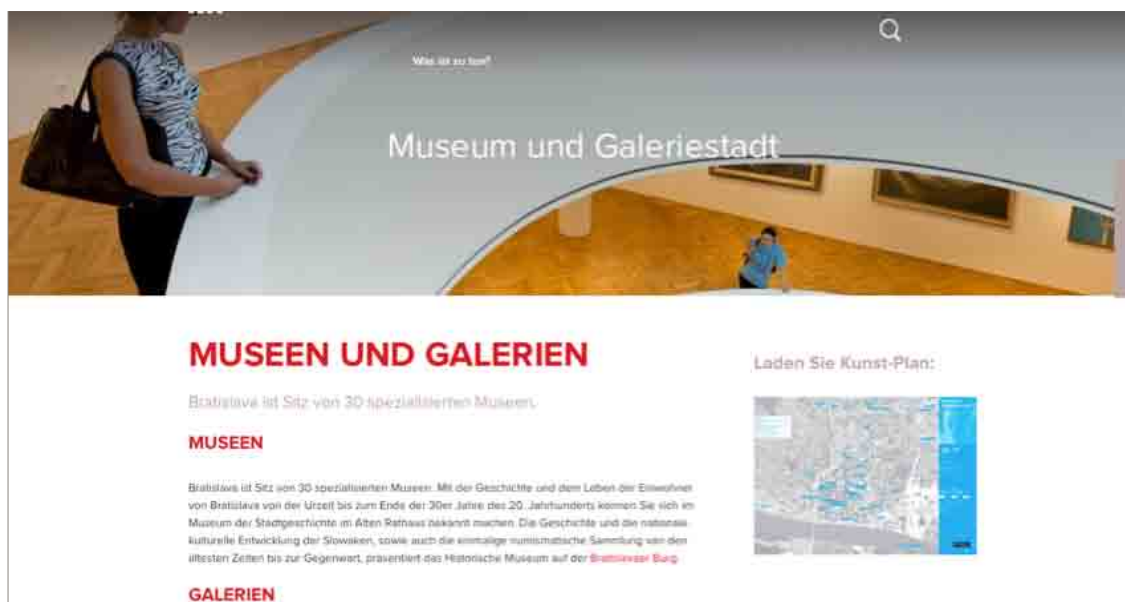 Was ist zu tun?
Museum und Galeriestadt
MUSEEN UND GALERIEN
Bratislava ist Sitz von 30 spezialisierten Museen.
MUSEEN
Bratislava ist Sitz von 30 spezialisierten Museen. Mit der Geschichte und dem Leben der Einwohner
von Bratislava von der Urzeit bis zum Ende der 30er Jahre des 20. Jahrhunderts können Sie sich im
Museum der Stadtgeschichte im Alten Rathaus bekannt machen. Die Geschichte und die nationale-
kulturelle Entwicklung der Slowaken, sowie auch die einmalige numismatische Sammlung von den
ältesten Zeiten bis zur Gegenwart, präsentiert das Historische Museum auf der Bratislavaer Burg
GALERIEN
Laden Sie Kunst-Plan: